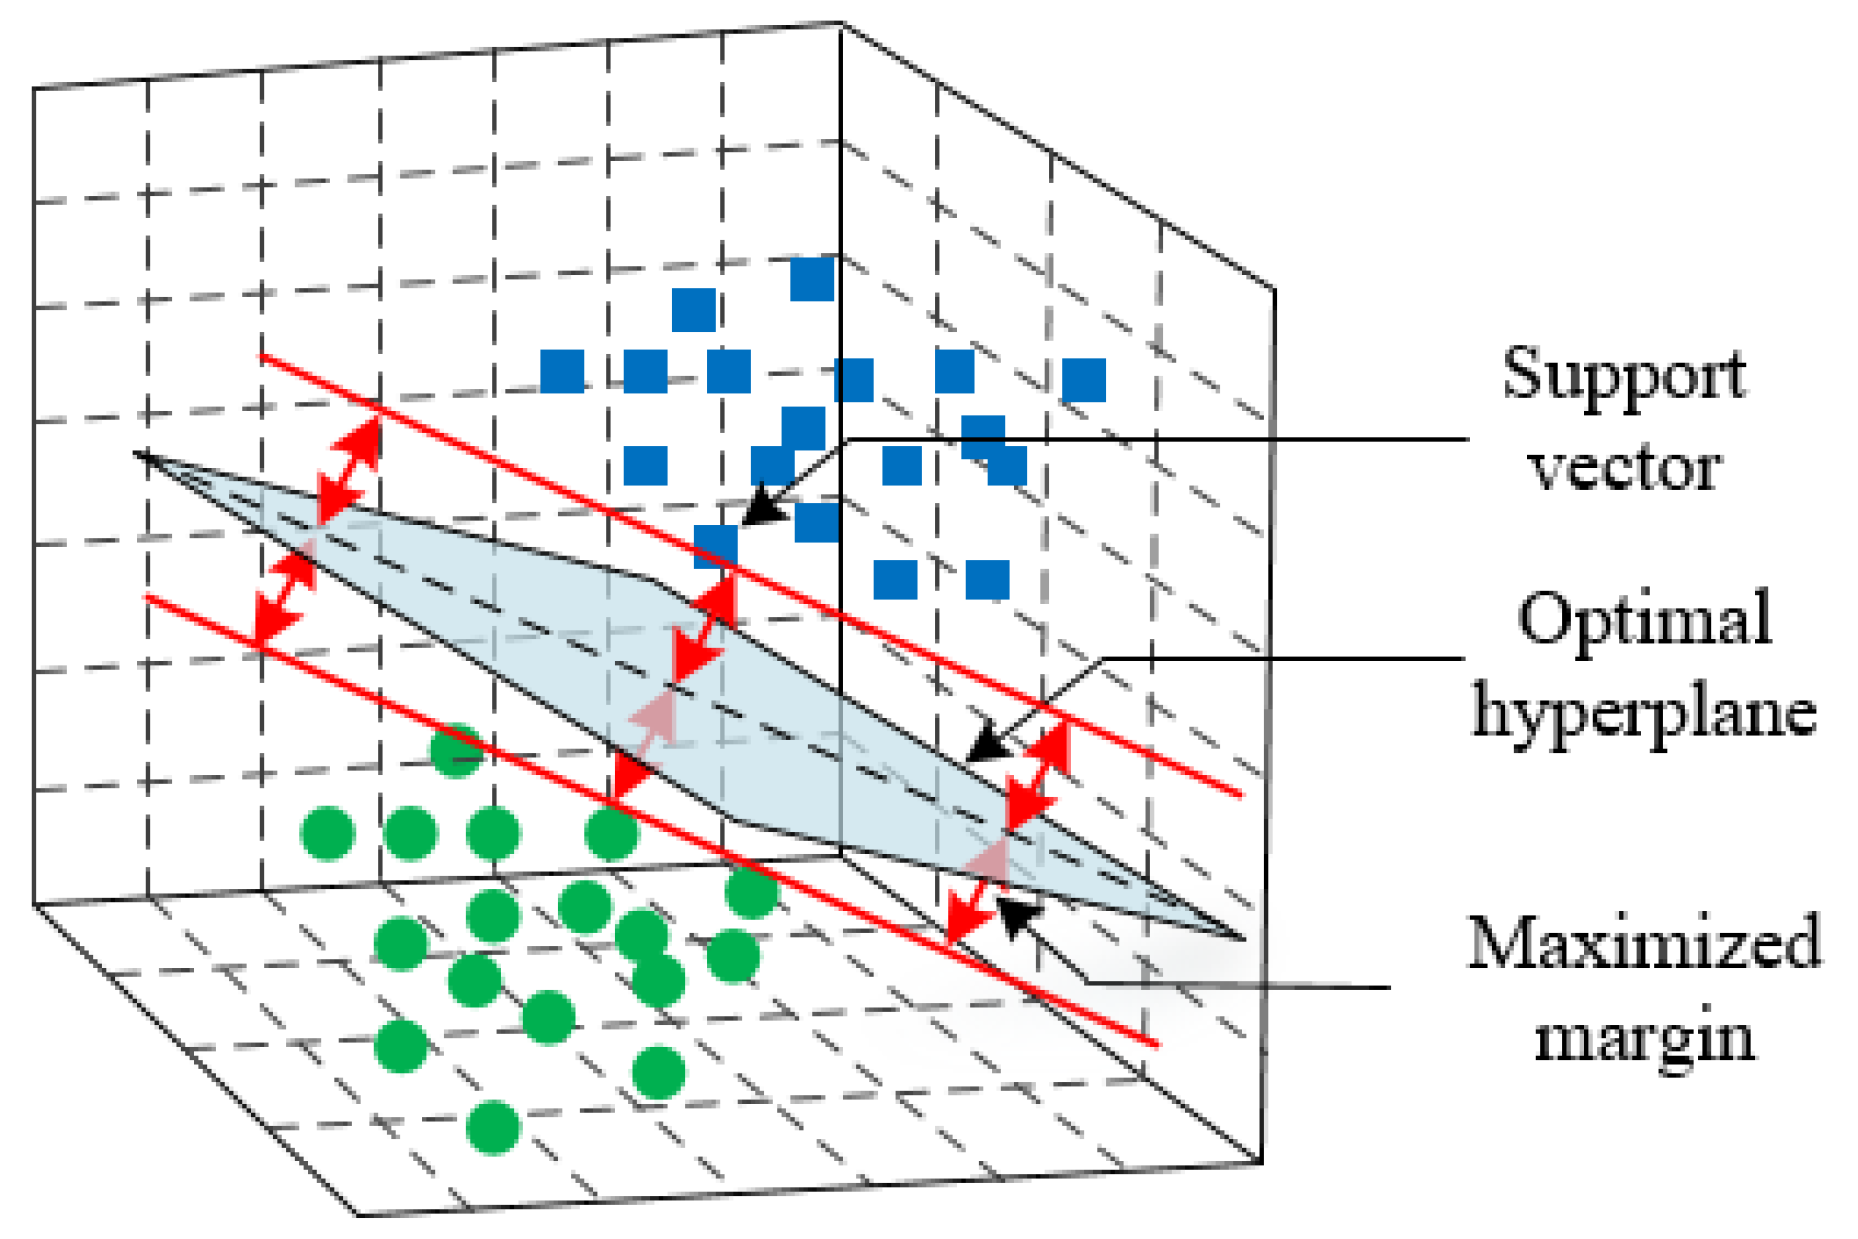 Support
vector
Optimal
hyperplane
Maximized
margin